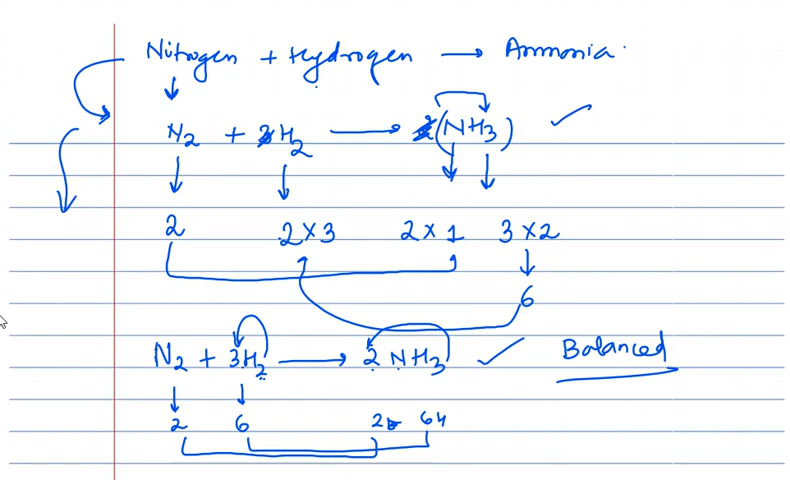 Nitrogen + Hydrogen → Ammonia.
N2 + 3H2 → 2(NH3) ✓
2 2×3 2×1 3×2
6
N2 + 3H2 → 2NH3 ✓ Balanced
2 6 2 6H